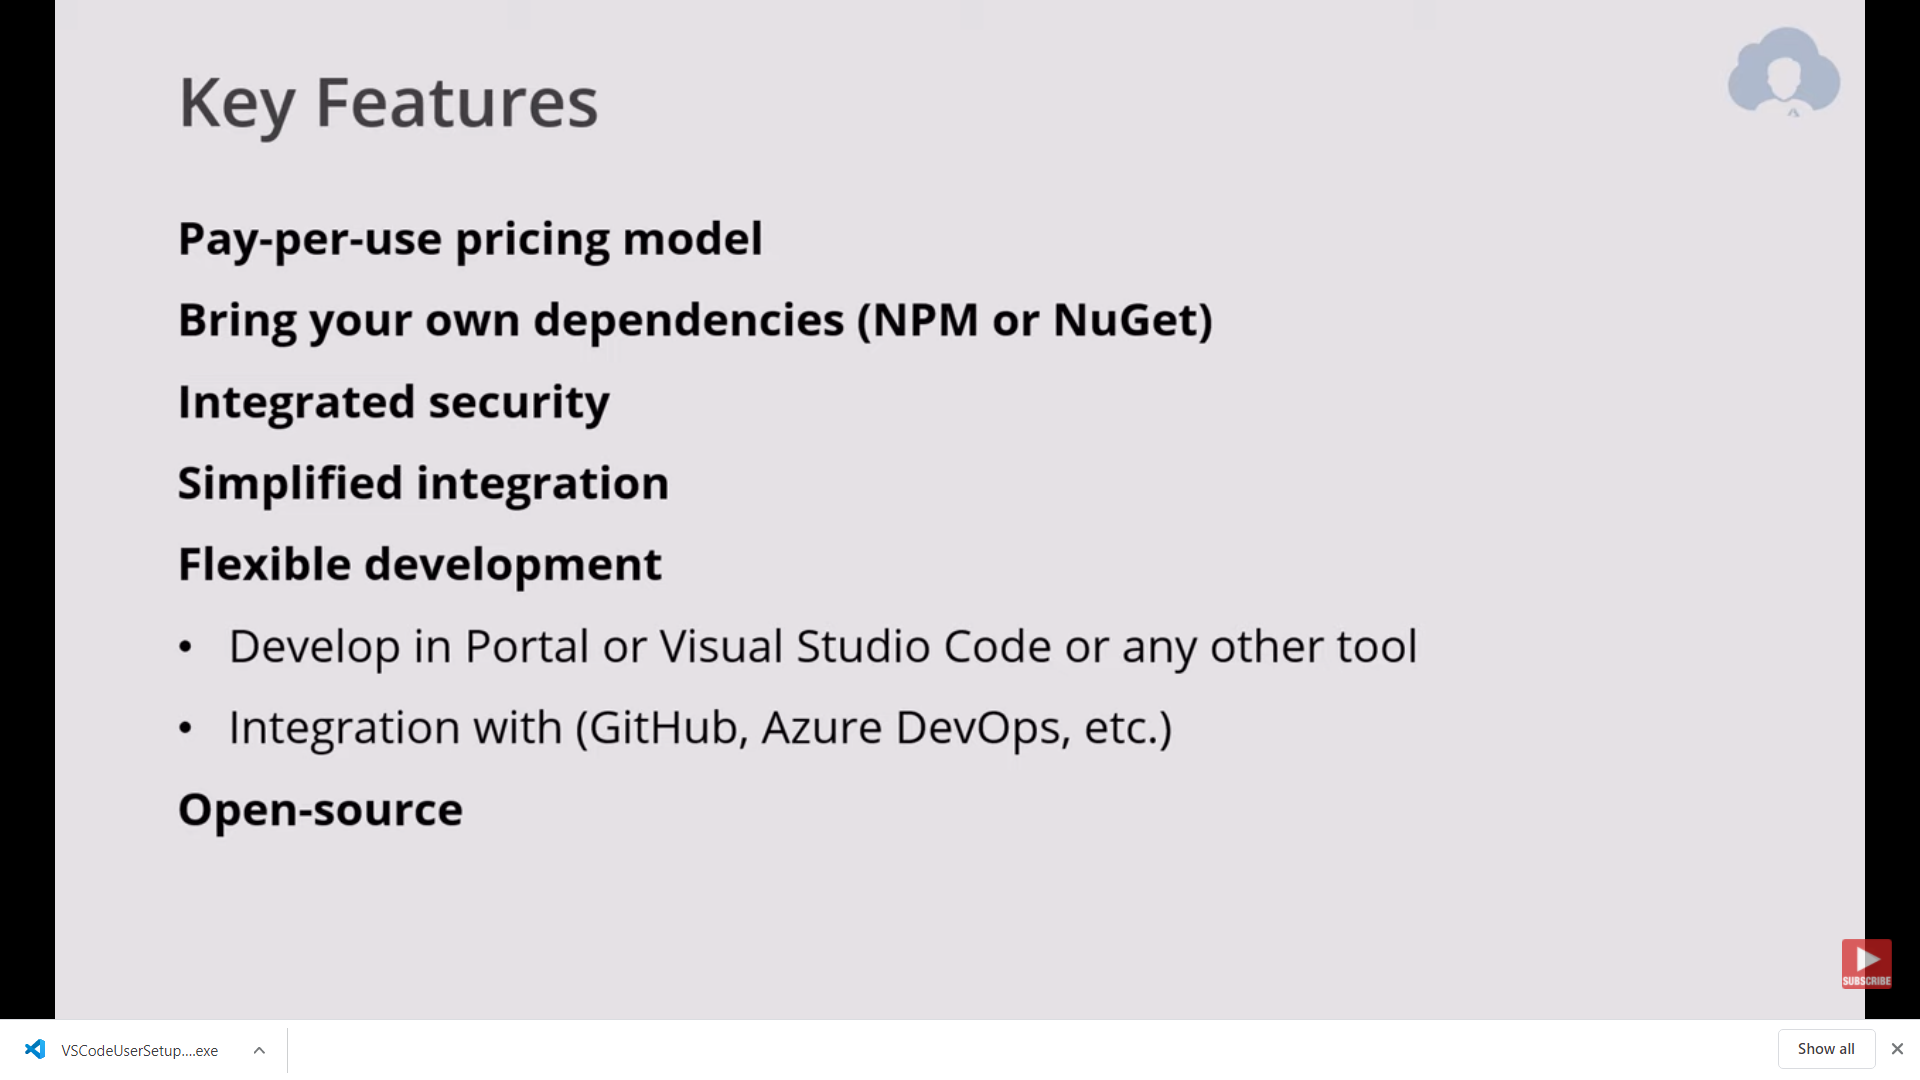 Key Features
Pay-per-use pricing model
Bring your own dependencies (NPM or NuGet)
Integrated security
Simplified integration
Flexible development
• Develop in Portal or Visual Studio Code or any other tool
• Integration with (GitHub, Azure DevOps, etc.)
Open-source
SUBSCRIBE
VSCodeUserSetup....exe
Show all